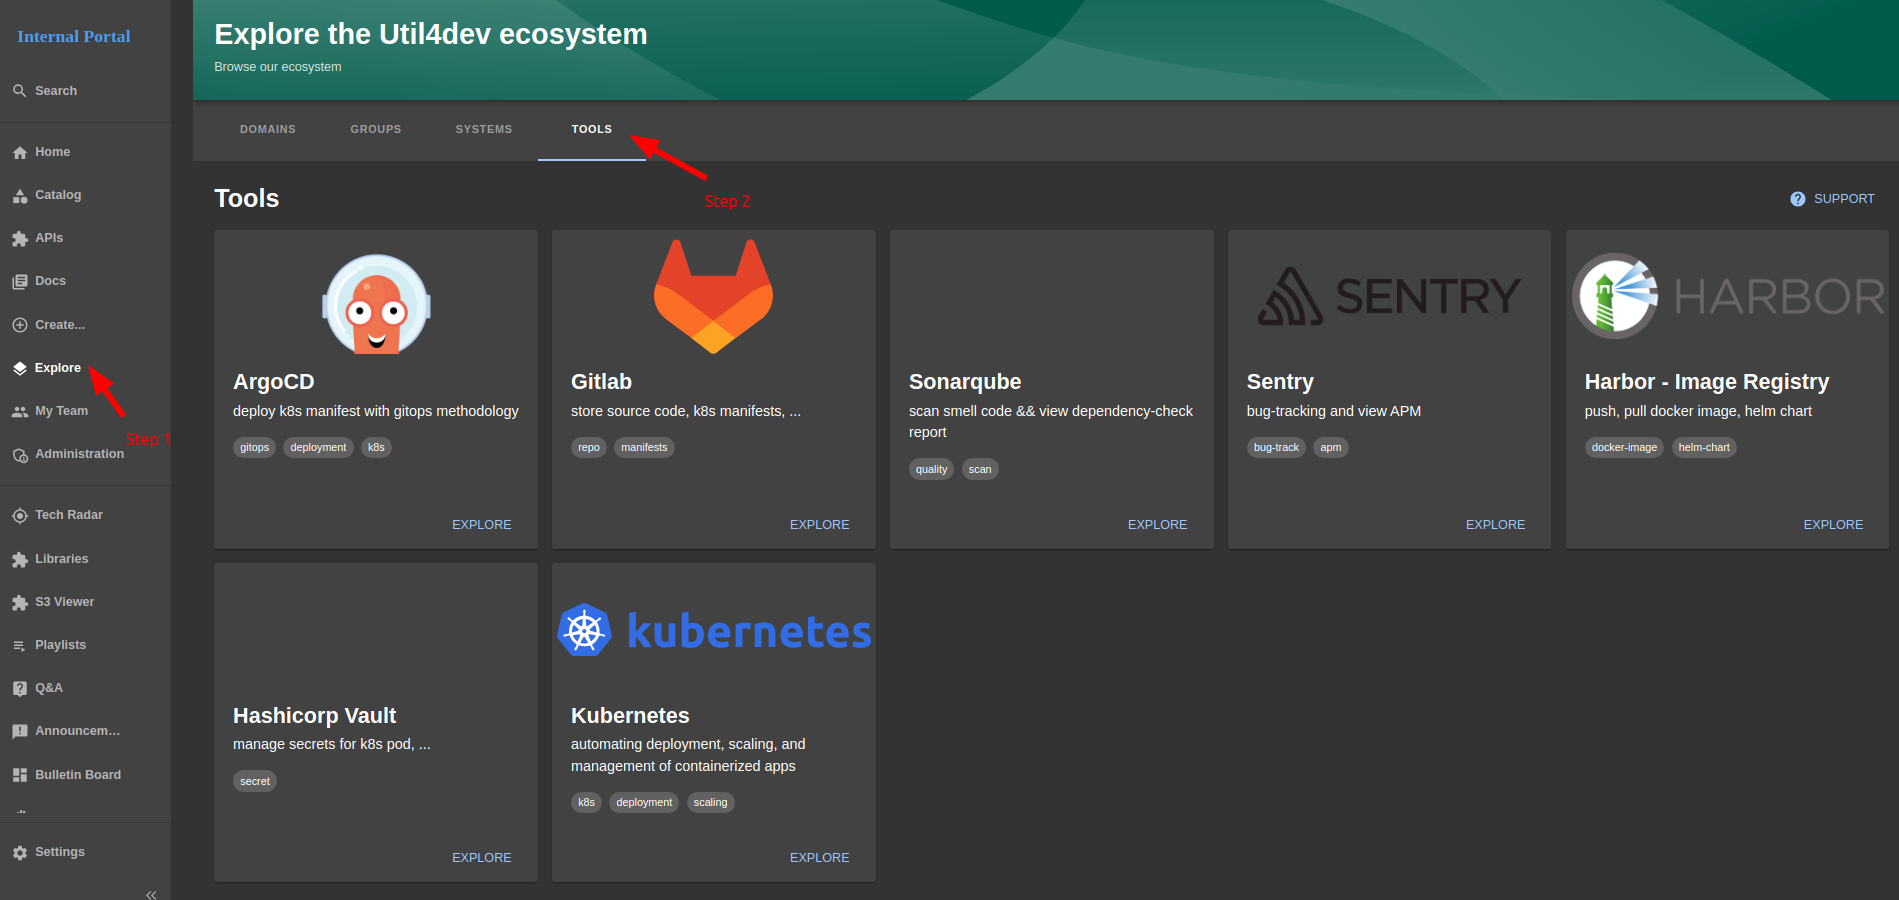 Internal Portal
Search
Home
Catalog
APIs
Docs
Create...
Explore
My Team
Step 1
Administration
Tech Radar
Libraries
S3 Viewer
Playlists
Q&A
Announcem...
Bulletin Board
Settings
Explore the Util4dev ecosystem
Browse our ecosystem
DOMAINS GROUPS SYSTEMS TOOLS
Step 2
Tools
SUPPORT
ArgoCD
deploy k8s manifest with gitops methodology
gitops deployment k8s
EXPLORE
Gitlab
store source code, k8s manifests, ...
repo manifests
EXPLORE
Sonarqube
scan smell code && view dependency-check
report
quality scan
EXPLORE
SENTRY
Sentry
bug-tracking and view APM
bug-track apm
EXPLORE
HARBOR
Harbor - Image Registry
push, pull docker image, helm chart
docker-image helm-chart
EXPLORE
Hashicorp Vault
manage secrets for k8s pod, ...
secret
EXPLORE
kubernetes
Kubernetes
automating deployment, scaling, and
management of containerized apps
k8s deployment scaling
EXPLORE